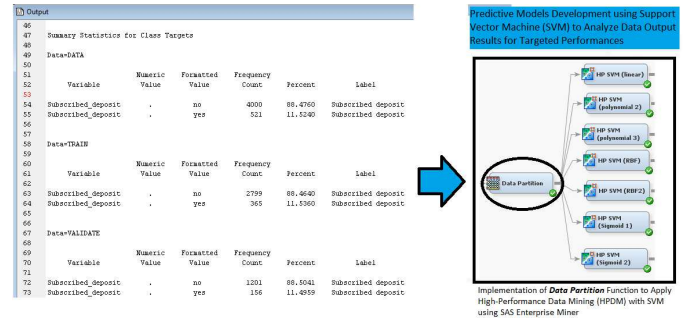 Output
46
47 Summary Statistics for Class Targets
48
49 Data=DATA
50
51 Numeric Formatted Frequency
52 Variable Value Value Count Percent Label
53
54 Subscribed_deposit . no 4000 88.4760 Subscribed deposit
55 Subscribed_deposit . yes 521 11.5240 Subscribed deposit
56
57
58 Data=TRAIN
59
60 Numeric Formatted Frequency
61 Variable Value Value Count Percent Label
62
63 Subscribed_deposit . no 2799 88.4640 Subscribed deposit
64 Subscribed_deposit . yes 365 11.5360 Subscribed deposit
65
66
67 Data=VALIDATE
68
69 Numeric Formatted Frequency
70 Variable Value Value Count Percent Label
71
72 Subscribed_deposit . no 1201 88.5041 Subscribed deposit
73 Subscribed_deposit . yes 156 11.4959 Subscribed deposit
Predictive Models Development using Support
Vector Machine (SVM) to Analyze Data Output
Results for Targeted Performances
HP SVM (linear)
HP SVM
(polynomial 2)
HP SVM
(polynomial 3)
HP SVM (RBF)
Data Partition
HP SVM (RBF2)
HP SVM
(Sigmoid 1)
HP SVM
(Sigmoid 2)
Implementation of Data Partition Function to Apply
High-Performance Data Mining (HPDM) with SVM
using SAS Enterprise Miner